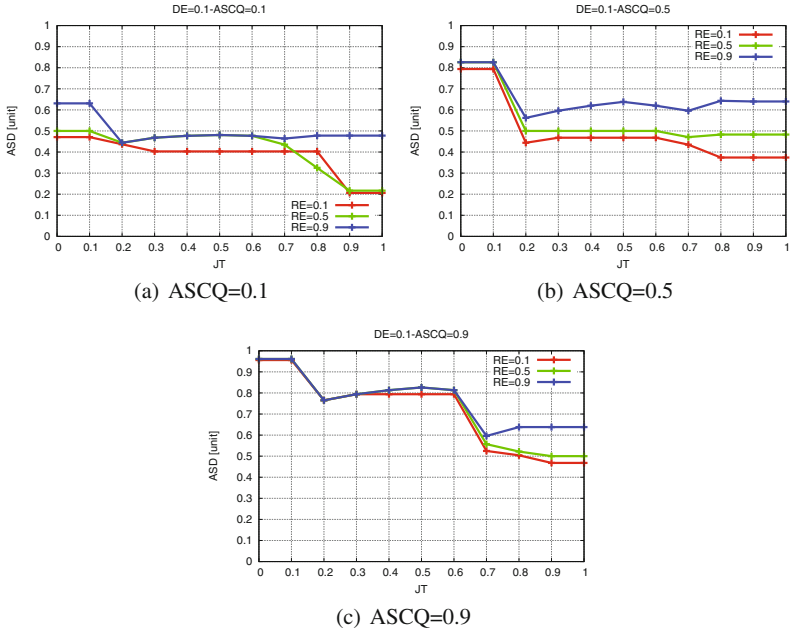 DE=0.1-ASCQ=0.1
ASD [unit]
1
0.9
0.8
0.7
0.6
0.5
0.4
0.3
0.2
0.1
0
RE=0.1
RE=0.5
RE=0.9
0 0.1 0.2 0.3 0.4 0.5 0.6 0.7 0.8 0.9 1
JT
(a) ASCQ=0.1
DE=0.1-ASCQ=0.5
ASD [unit]
1
0.9
0.8
0.7
0.6
0.5
0.4
0.3
0.2
0.1
0
RE=0.1
RE=0.5
RE=0.9
0 0.1 0.2 0.3 0.4 0.5 0.6 0.7 0.8 0.9 1
JT
(b) ASCQ=0.5
DE=0.1-ASCQ=0.9
ASD [unit]
1
0.9
0.8
0.7
0.6
0.5
0.4
0.3
0.2
0.1
0
RE=0.1
RE=0.5
RE=0.9
0 0.1 0.2 0.3 0.4 0.5 0.6 0.7 0.8 0.9 1
JT
(c) ASCQ=0.9